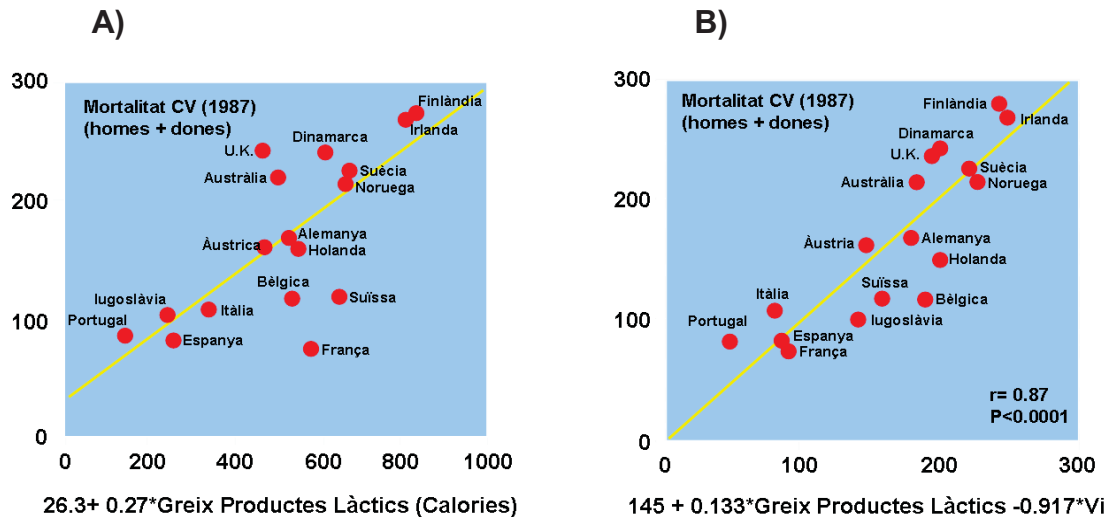 A)
300
200
100
0
Mortalitat CV (1987)
(homes + dones)
Finlàndia
Irlanda
Dinamarca
U.K.
Suècia
Austràlia
Noruega
Àustrica
Alemanya
Holanda
Bèlgica
Suïssa
Iugoslàvia
Itàlia
Portugal
Espanya
França
0 200 400 600 800 1000
26.3+ 0.27*Greix Productes Làctics (Calories)
B)
300
200
100
0
Mortalitat CV (1987)
(homes + dones)
Finlàndia
Irlanda
Dinamarca
U.K.
Suècia
Austràlia
Noruega
Àustria
Alemanya
Holanda
Suïssa
Itàlia
Bèlgica
Portugal
Iugoslàvia
Espanya
França
r= 0.87
P<0.0001
0 100 200 300
145 + 0.133*Greix Productes Làctics -0.917*Vi